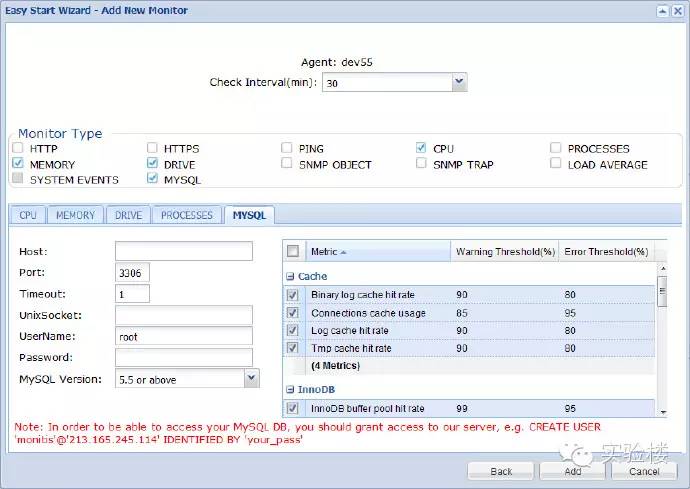 Easy Start Wizard - Add New Monitor
Agent: dev55
Check Interval(min): 30
Monitor Type
HTTP HTTPS PING CPU PROCESSES
MEMORY DRIVE SNMP OBJECT SNMP TRAP LOAD AVERAGE
SYSTEM EVENTS MYSQL
CPU MEMORY DRIVE PROCESSES MYSQL
Host:
Port: 3306
Timeout: 1
UnixSocket:
UserName: root
Password:
MySQL Version: 5.5 or above
Metric Warning Threshold(%) Error Threshold(%)
Cache
Binary log cache hit rate 90 80
Connections cache usage 85 95
Log cache hit rate 90 80
Tmp cache hit rate 90 80
(4 Metrics)
InnoDB
InnoDB buffer pool hit rate 99 95
Note: In order to be able to access your MySQL DB, you should grant access to our server, e.g. CREATE USER
'monitis'@'213.165.245.114' IDENTIFIED BY 'your_pass'
实验楼
Back Add Cancel